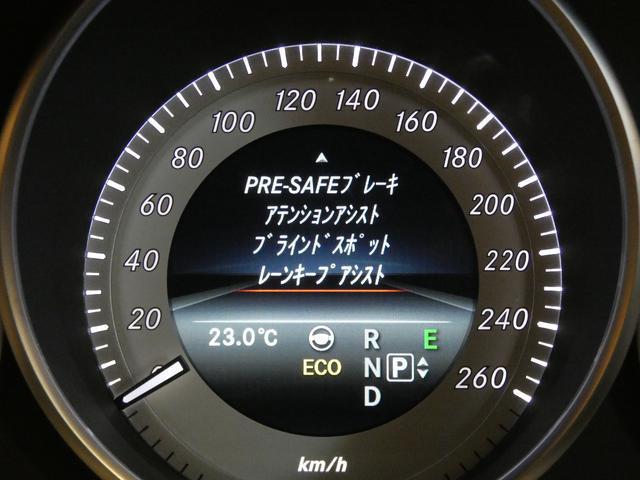 120 140
100 160
80 180
60 200
40 220
20 240
0 260
PRE-SAFEブレーキ
アテンションアシスト
ブラインドスポット
レーンキープアシスト
23.0℃ R E
ECO N P
D
km/h